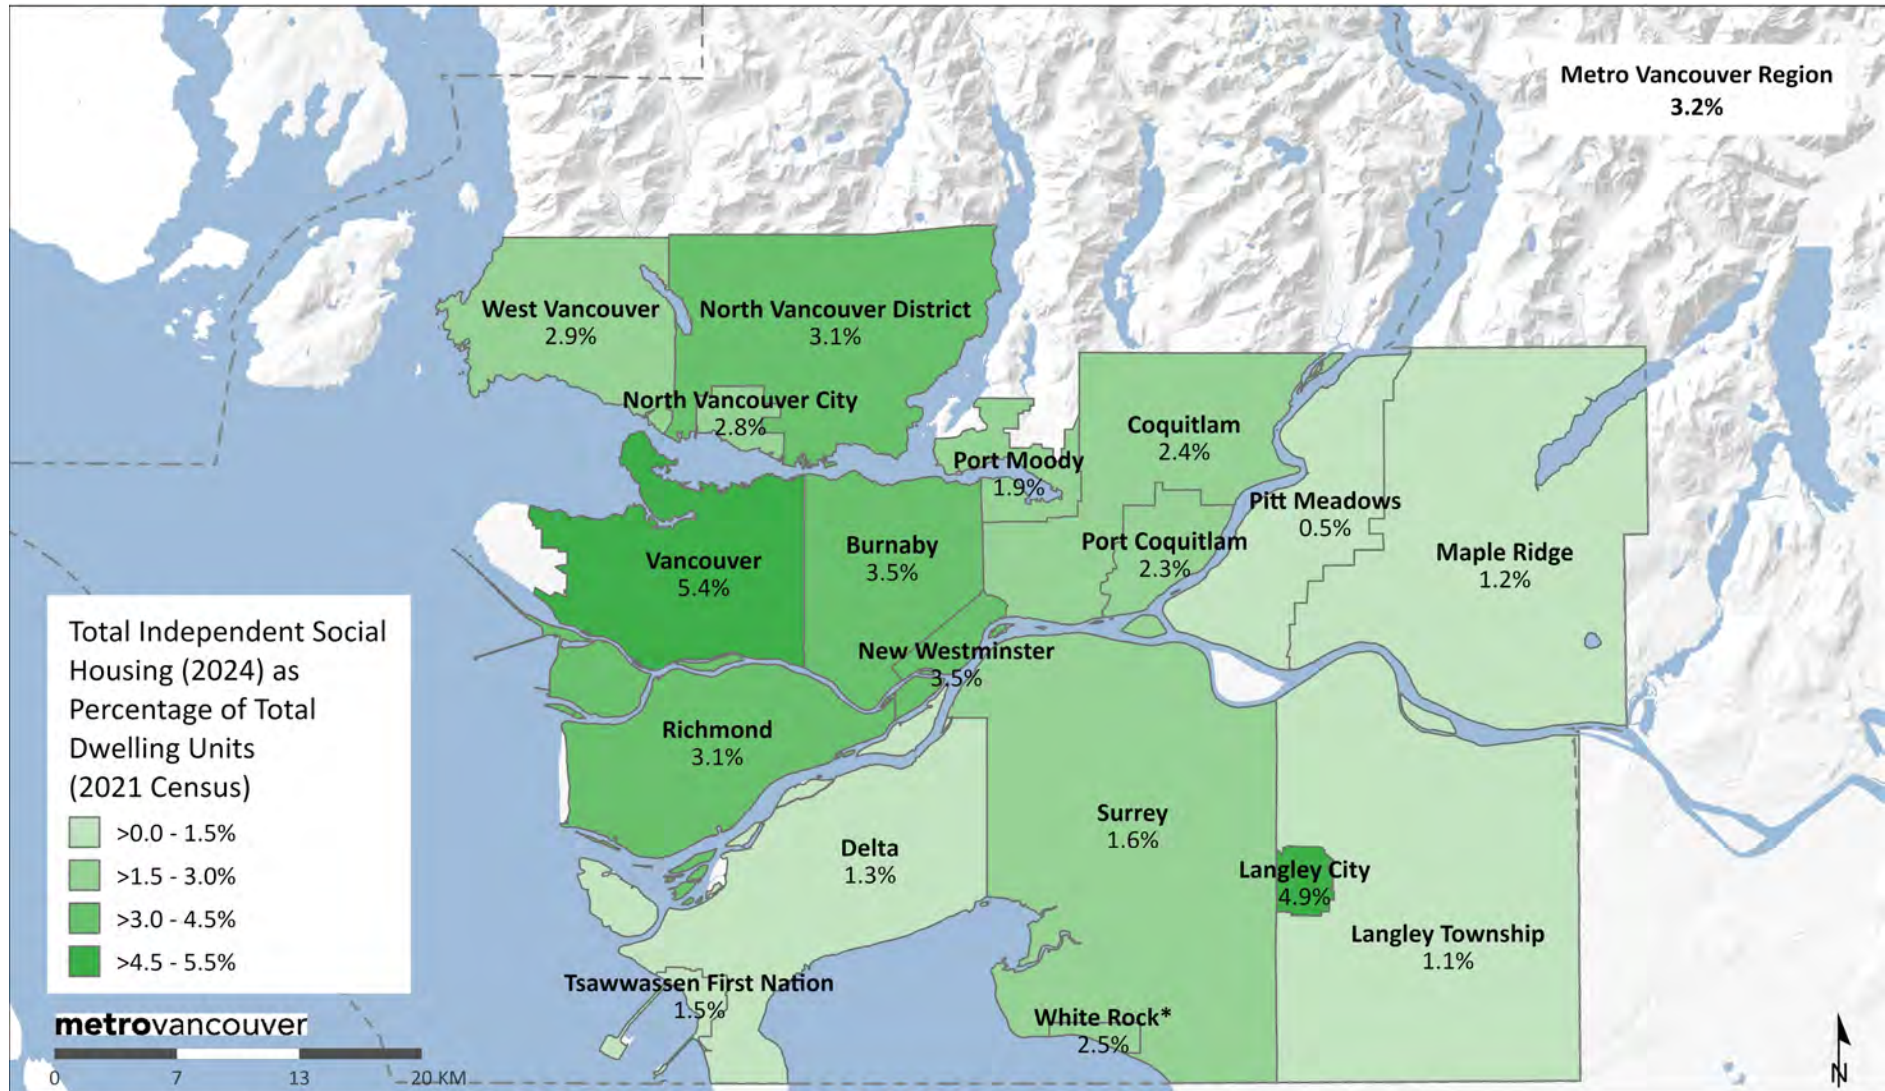 Metro Vancouver Region
3.2%
West Vancouver
2.9%
North Vancouver District
3.1%
North Vancouver City
2.8%
Coquitlam
2.4%
Port Moody
1.9%
Pitt Meadows
0.5%
Port Coquitlam
2.3%
Maple Ridge
1.2%
Vancouver
5.4%
Burnaby
3.5%
New Westminster
3.5%
Richmond
3.1%
Surrey
1.6%
Delta
1.3%
Langley City
4.9%
Langley Township
1.1%
Tsawwassen First Nation
1.5%
White Rock*
2.5%
Total Independent Social
Housing (2024) as
Percentage of Total
Dwelling Units
(2021 Census)
>0.0 - 1.5%
>1.5 - 3.0%
>3.0 - 4.5%
>4.5 - 5.5%
metrovancouver
0 7 13 20 KM
N